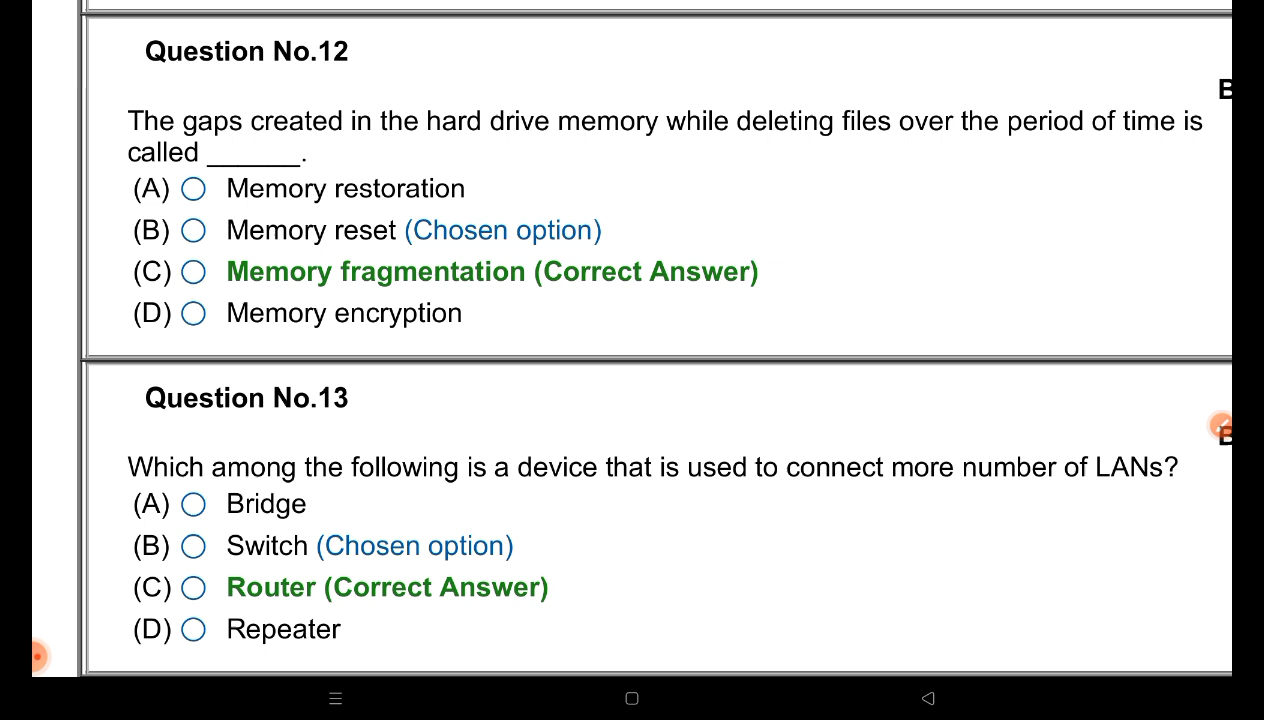 Question No.12
B
The gaps created in the hard drive memory while deleting files over the period of time is
called ______.
(A) Memory restoration
(B) Memory reset (Chosen option)
(C) Memory fragmentation (Correct Answer)
(D) Memory encryption
Question No.13
B
Which among the following is a device that is used to connect more number of LANs?
(A) Bridge
(B) Switch (Chosen option)
(C) Router (Correct Answer)
(D) Repeater